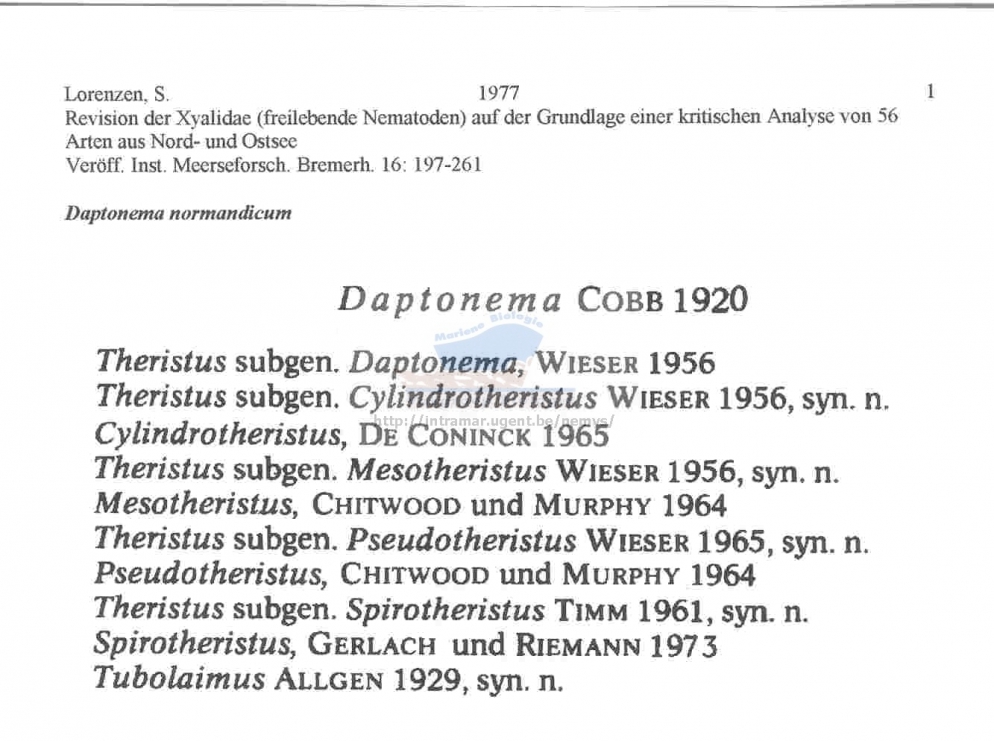 Lorenzen, S. 1977 1
Revision der Xyalidae (freilebende Nematoden) auf der Grundlage einer kritischen Analyse von 56
Arten aus Nord- und Ostsee
Veröff. Inst. Meerseforsch. Bremerh. 16: 197-261
Daptonema normandicum
Daptonema COBB 1920
Marine Biologie
Theristus subgen. Daptonema, WIESER 1956
Theristus subgen. Cylindrotheristus WIESER 1956, syn. n.
http://intramar.ugent.be/nemys/
Cylindrotheristus, DE CONINCK 1965
Theristus subgen. Mesotheristus WIESER 1956, syn. n.
Mesotheristus, CHITWOOD und MURPHY 1964
Theristus subgen. Pseudotheristus WIESER 1965, syn. n.
Pseudotheristus, CHITWOOD und MURPHY 1964
Theristus subgen. Spirotheristus TIMM 1961, syn. n.
Spirotheristus, GERLACH und RIEMANN 1973
Tubolaimus ALLGEN 1929, syn. n.